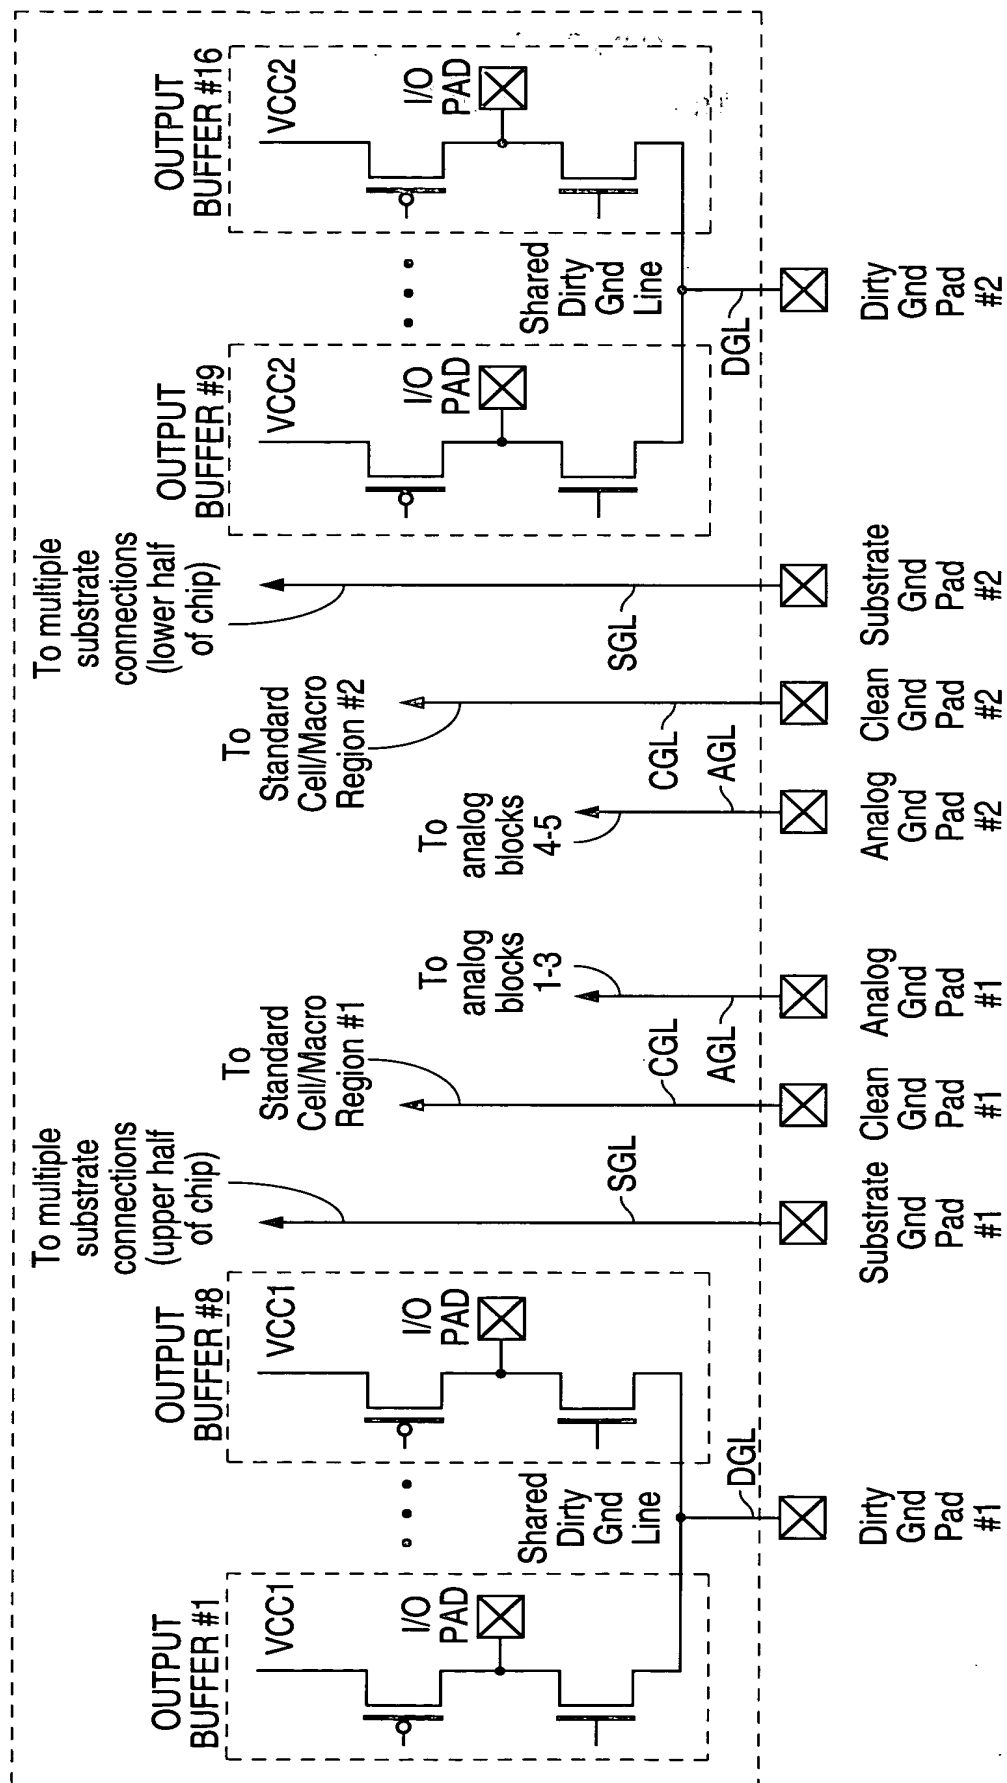 OUTPUT
BUFFER #1
VCC1
I/O
PAD
Shared
Dirty
Gnd
Line
OUTPUT
BUFFER #8
VCC1
I/O
PAD
DGL
Dirty
Gnd
Pad
#1
To multiple
substrate
connections
(upper half
of chip)
SGL
Substrate
Gnd
Pad
#1
To
Standard
Cell/Macro
Region #1
CGL
Clean
Gnd
Pad
#1
To
analog
blocks
1-3
AGL
Analog
Gnd
Pad
#1
To
analog
blocks
4-5
AGL
Analog
Gnd
Pad
#2
To
Standard
Cell/Macro
Region #2
CGL
Clean
Gnd
Pad
#2
To multiple
substrate
connections
(lower half
of chip)
SGL
Substrate
Gnd
Pad
#2
OUTPUT
BUFFER #9
VCC2
I/O
PAD
Shared
Dirty
Gnd
Line
OUTPUT
BUFFER #16
VCC2
I/O
PAD
DGL
Dirty
Gnd
Pad
#2